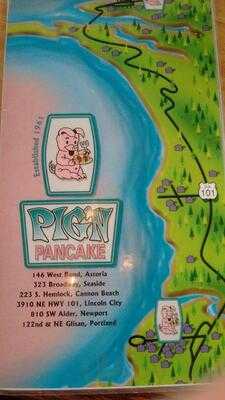 Established 1961
PIG'N
PANCAKE
146 West Bond, Astoria
323 Broadway, Seaside
223 S. Hemlock, Cannon Beach
3910 NE HWY 101, Lincoln City
810 SW Alder, Newport
122nd & NE Glisan, Portland
101